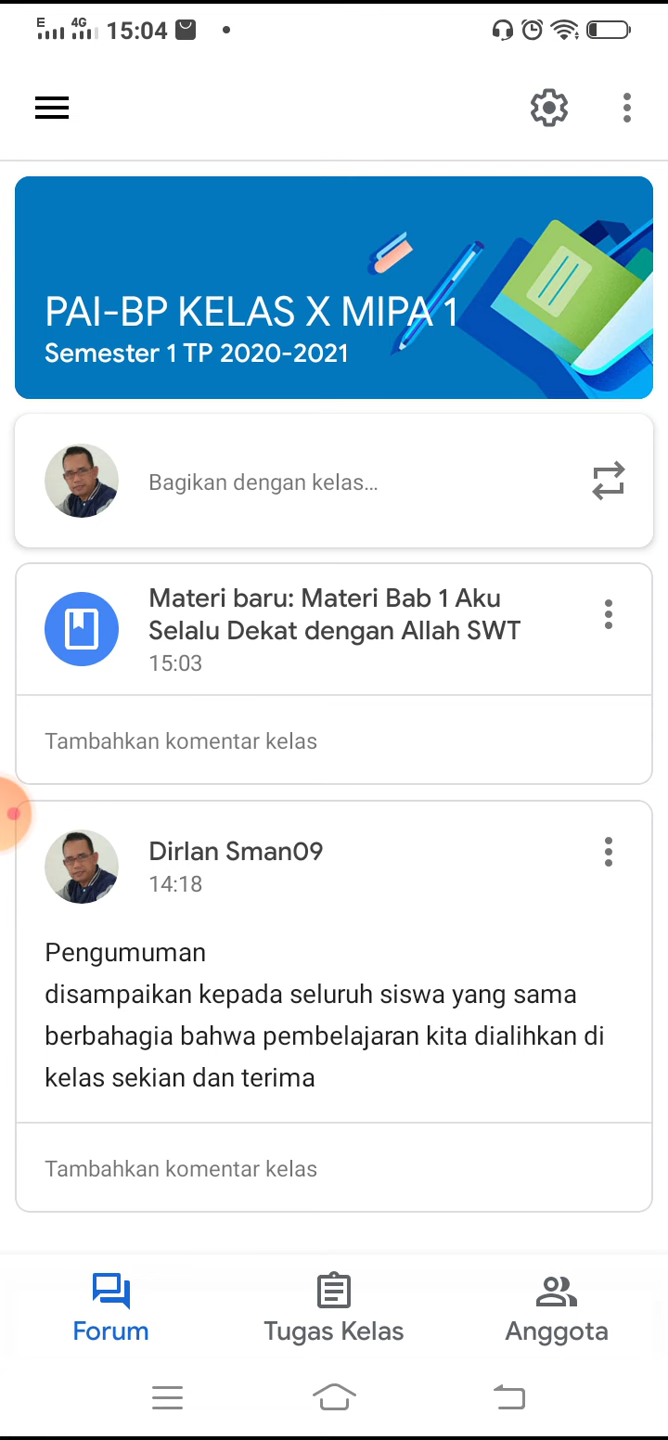 E 4G 15:04
PAI-BP KELAS X MIPA 1
Semester 1 TP 2020-2021
Bagikan dengan kelas...
Materi baru: Materi Bab 1 Aku
Selalu Dekat dengan Allah SWT
15:03
Tambahkan komentar kelas
Dirlan Sman09
14:18
Pengumuman
disampaikan kepada seluruh siswa yang sama
berbahagia bahwa pembelajaran kita dialihkan di
kelas sekian dan terima
Tambahkan komentar kelas
Forum Tugas Kelas Anggota